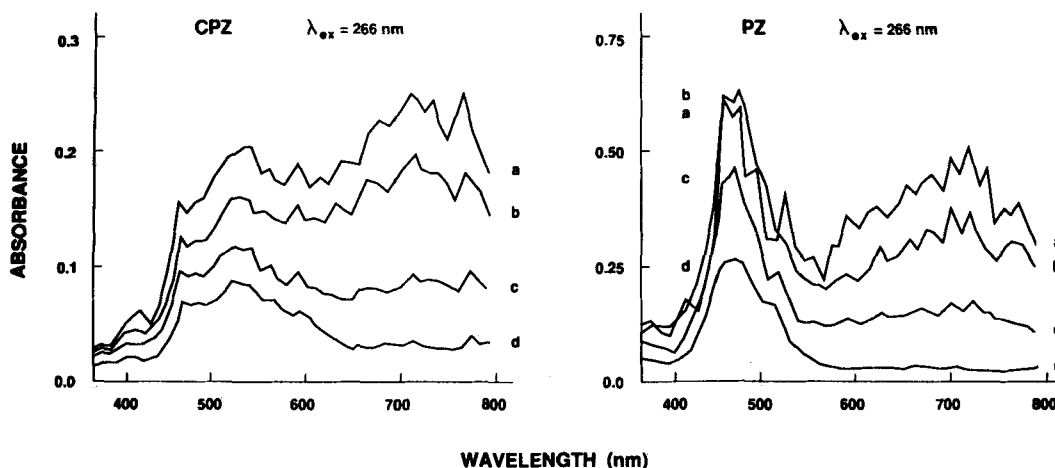 CPZ λex = 266 nm
0.3
0.2
0.1
0.0
a
b
c
d
400 500 600 700 800
PZ λex = 266 nm
0.75
0.50
0.25
0.0
b
a
c
d
a
400 500 600 700 800
ABSORBANCE
WAVELENGTH (nm)